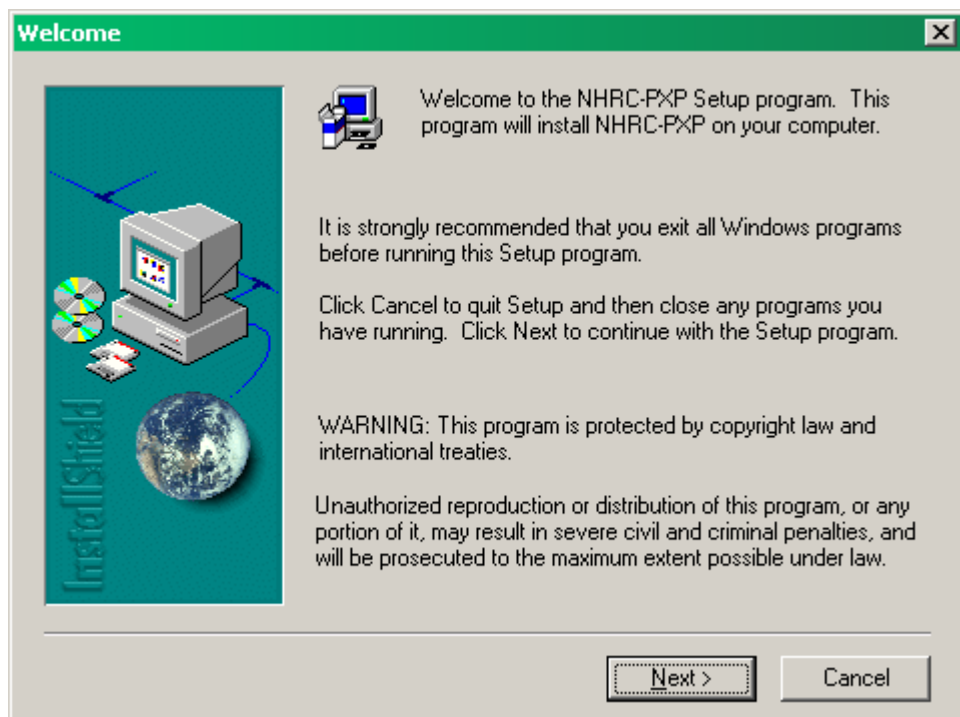 Welcome
Welcome to the NHRC-PXP Setup program. This
program will install NHRC-PXP on your computer.
It is strongly recommended that you exit all Windows programs
before running this Setup program.
Click Cancel to quit Setup and then close any programs you
have running. Click Next to continue with the Setup program.
WARNING: This program is protected by copyright law and
international treaties.
Unauthorized reproduction or distribution of this program, or any
portion of it, may result in severe civil and criminal penalties, and
will be prosecuted to the maximum extent possible under law.
InstallShield
Next >
Cancel